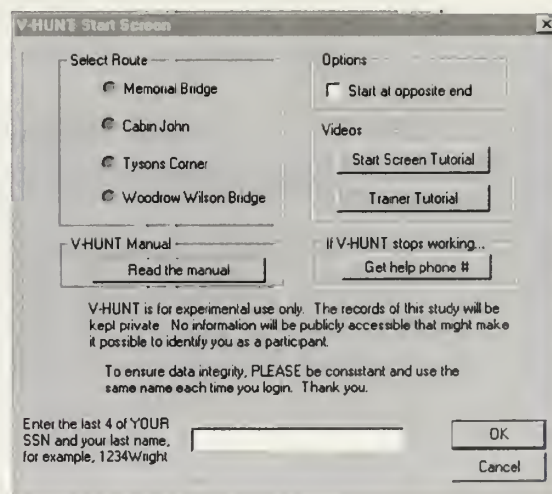 V-HUNT Start Screen
Select Route
Memorial Bridge
Cabin John
Tysons Corner
Woodrow Wilson Bridge
Options
Start at opposite end
Videos
Start Screen Tutorial
Trainer Tutorial
V-HUNT Manual
Read the manual
If V-HUNT stops working...
Get help phone #
V-HUNT is for experimental use only. The records of this study will be
kept private. No information will be publicly accessible that might make
it possible to identify you as a participant.
To ensure data integrity, PLEASE be consistant and use the
same name each time you login. Thank you.
Enter the last 4 of YOUR
SSN and your last name,
for example, 1234Wright
OK
Cancel